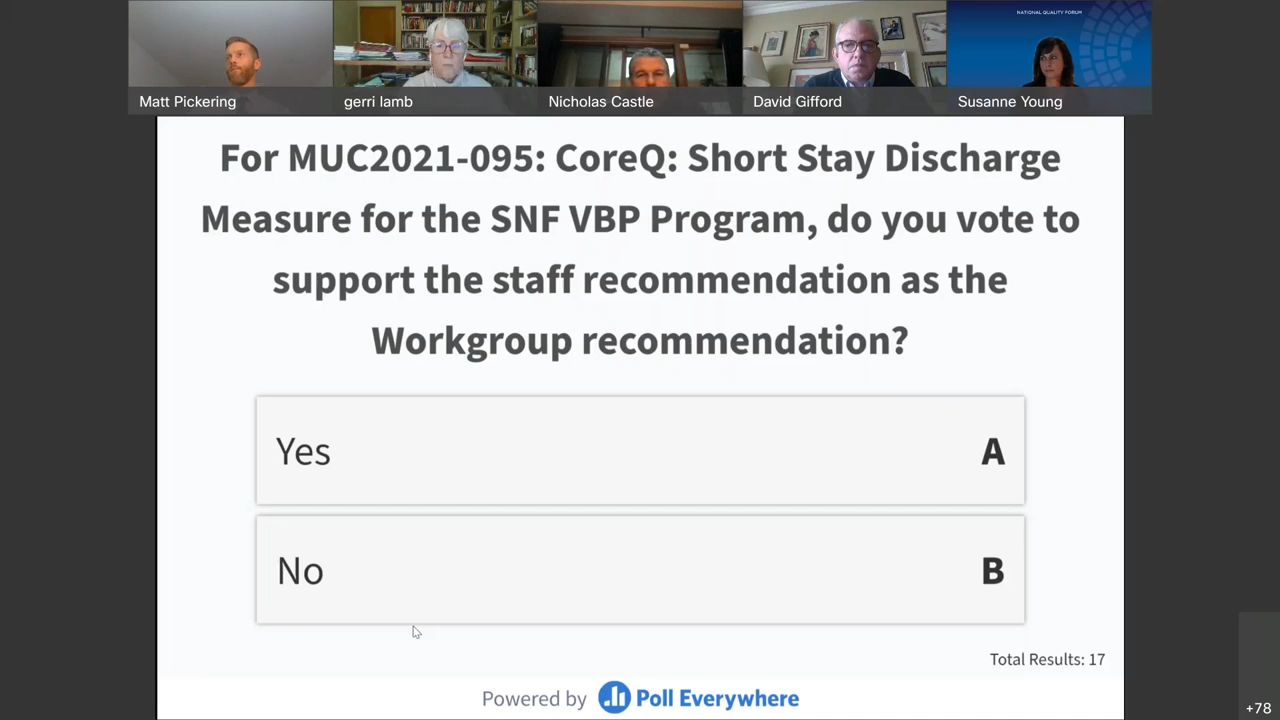 NATIONAL QUALITY FORUM
Matt Pickering
gerri lamb
Nicholas Castle
David Gifford
Susanne Young
For MUC2021-095: CoreQ: Short Stay Discharge
Measure for the SNF VBP Program, do you vote to
support the staff recommendation as the
Workgroup recommendation?
Yes A
No B
Total Results: 17
Powered by Poll Everywhere
+78